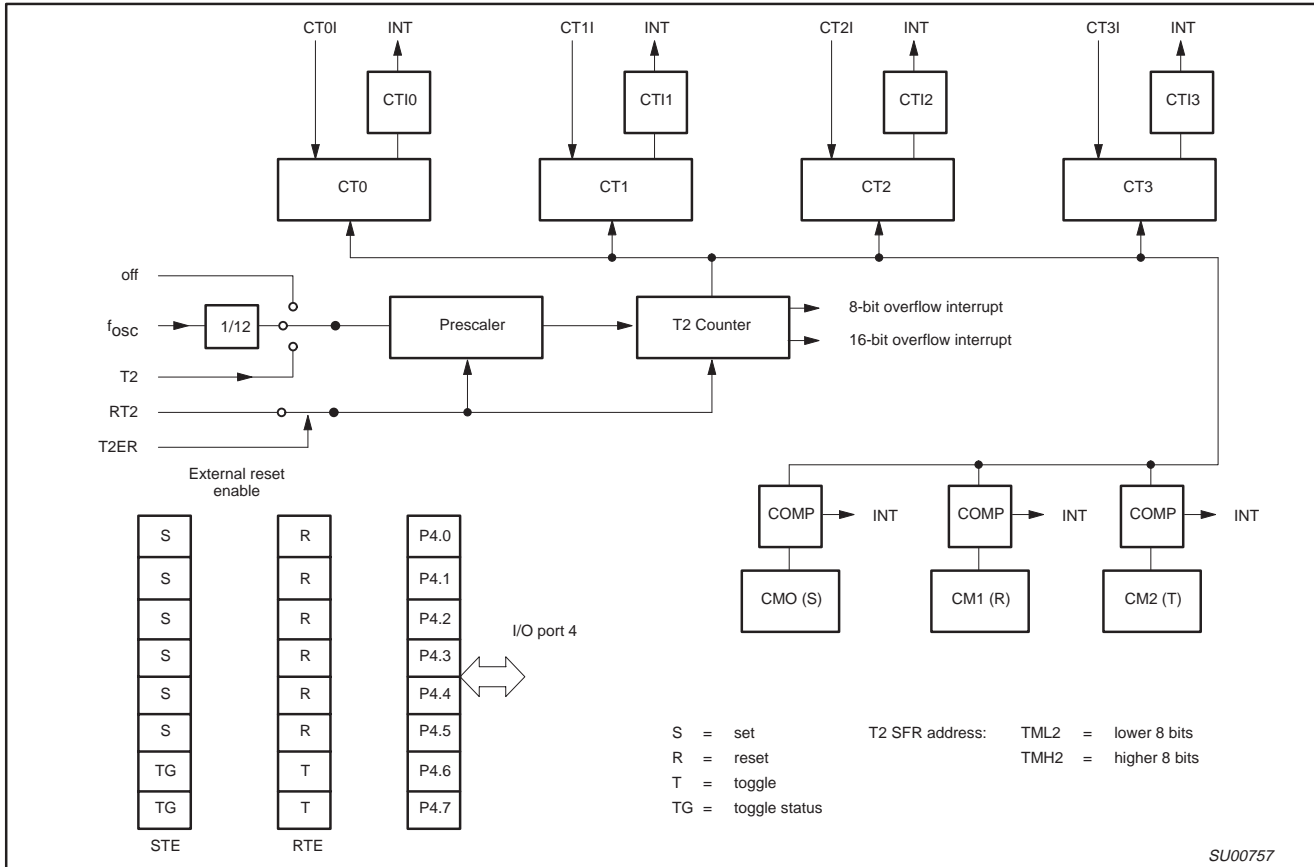 CT0I INT CT1I INT CT2I INT CT3I INT
CTI0 CTI1 CTI2 CTI3
CT0 CT1 CT2 CT3
off
8-bit overflow interrupt
fosc 1/12 Prescaler T2 Counter
16-bit overflow interrupt
T2
RT2
T2ER
External reset
enable
COMP INT COMP INT COMP INT
CMO (S) CM1 (R) CM2 (T)
S R P4.0
S R P4.1
S R P4.2
I/O port 4
S R P4.3
S R P4.4
S R P4.5
TG T P4.6
TG T P4.7
STE RTE
S = set T2 SFR address: TML2 = lower 8 bits
R = reset TMH2 = higher 8 bits
T = toggle
TG = toggle status
SU00757